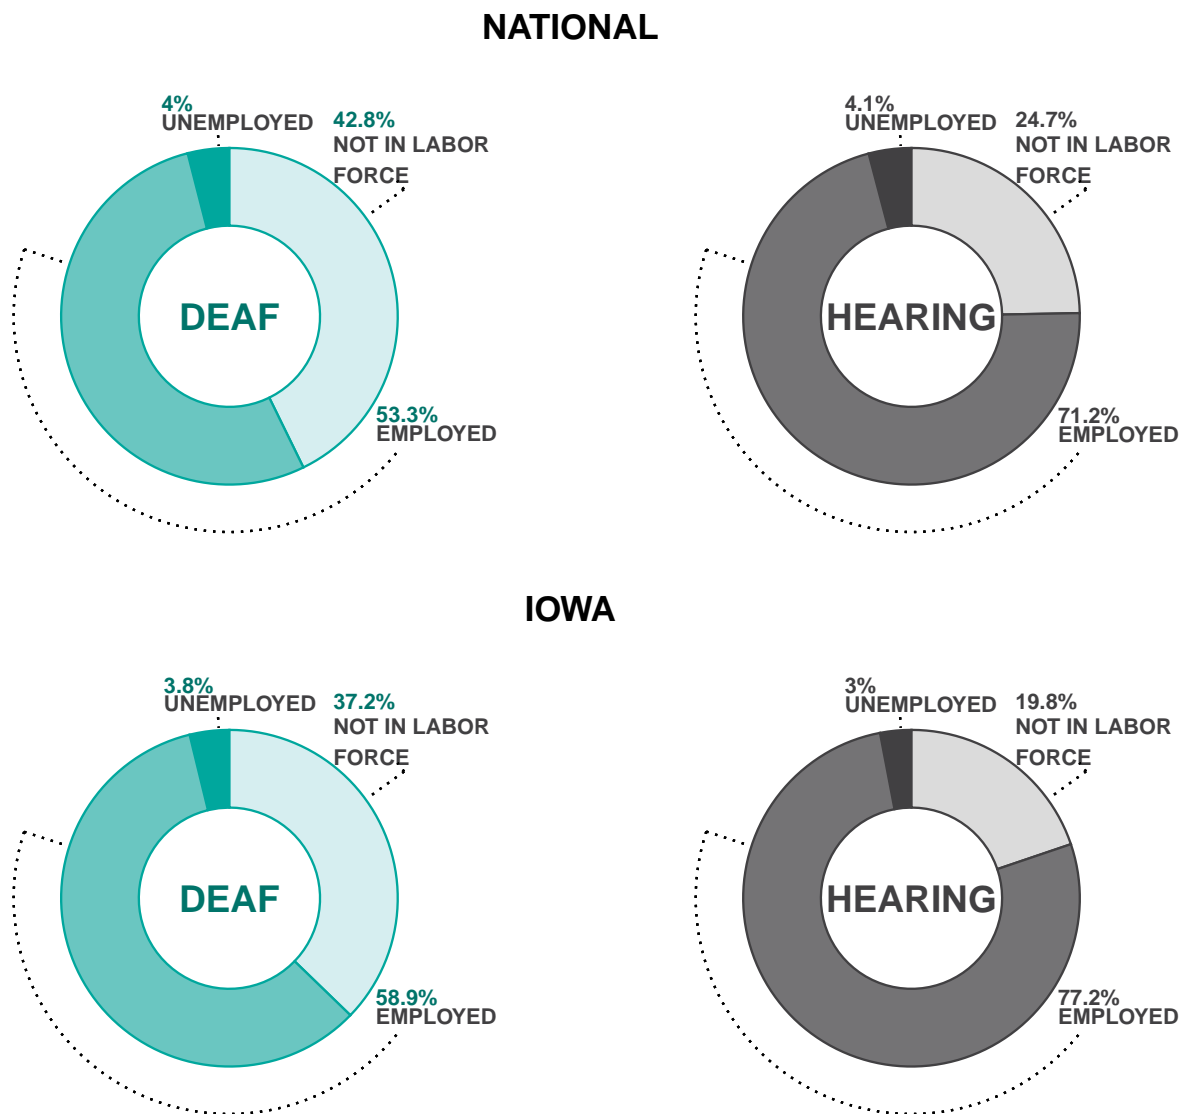 NATIONAL
4%
UNEMPLOYED
42.8%
NOT IN LABOR
FORCE
DEAF
53.3%
EMPLOYED
4.1%
UNEMPLOYED
24.7%
NOT IN LABOR
FORCE
HEARING
71.2%
EMPLOYED
IOWA
3.8%
UNEMPLOYED
37.2%
NOT IN LABOR
FORCE
DEAF
58.9%
EMPLOYED
3%
UNEMPLOYED
19.8%
NOT IN LABOR
FORCE
HEARING
77.2%
EMPLOYED